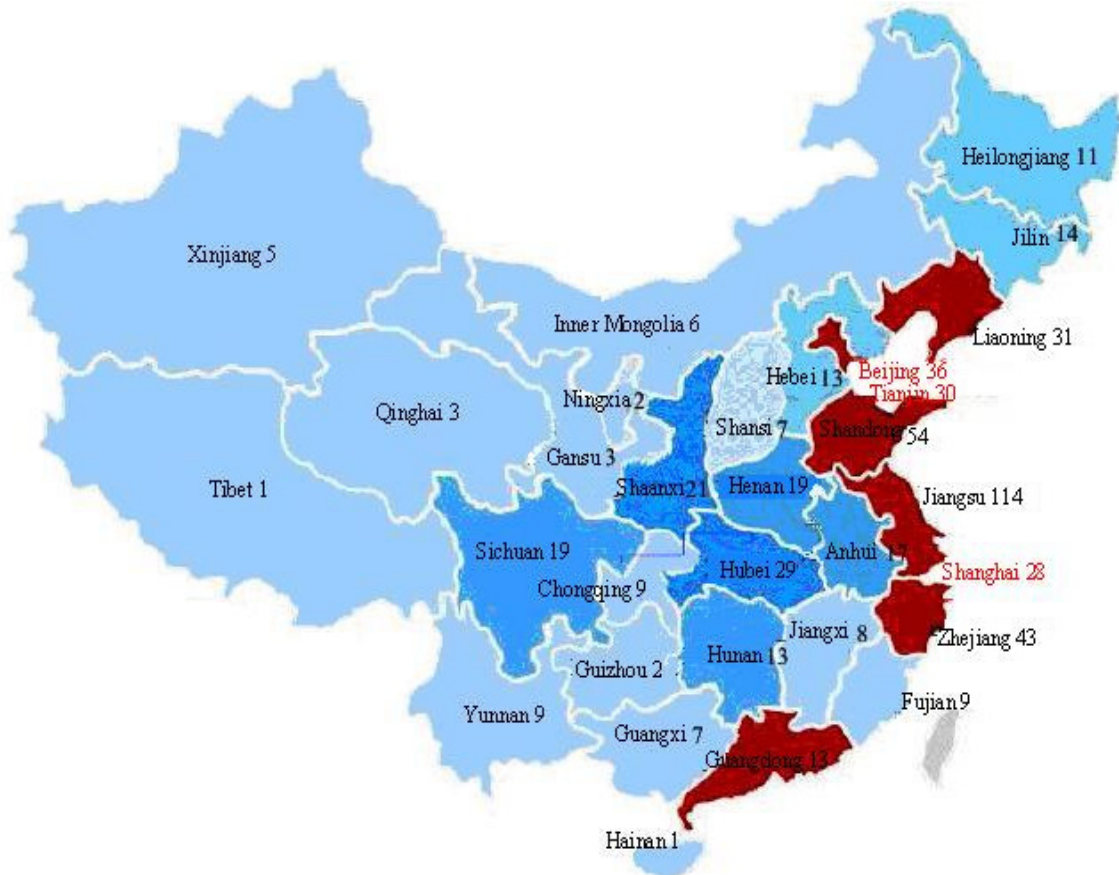 Heilongjiang 11
Jilin 14
Xinjiang 5
Inner Mongolia 6
Liaoning 31
Beijing 36
Hebei 13
Tianjin 30
Ningxia 2
Qinghai 3
Shansi 7
Shandong 54
Gansu 3
Tibet 1
Shaanxi 21
Henan 19
Jiangsu 114
Sichuan 19
Anhui 17
Hubei 29
Shanghai 28
Chongqing 9
Jiangxi 8
Zhejiang 43
Hunan 13
Guizhou 2
Fujian 9
Yunnan 9
Guangxi 7
Guangdong 13
Hainan 1